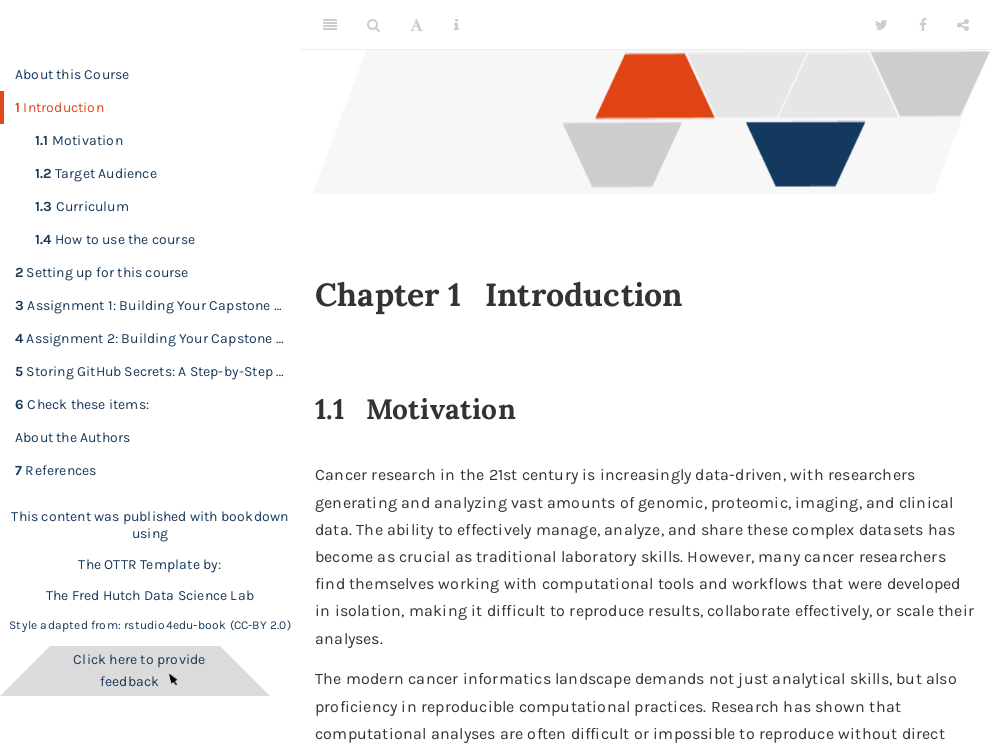 About this Course
1 Introduction
1.1 Motivation
1.2 Target Audience
1.3 Curriculum
1.4 How to use the course
2 Setting up for this course
3 Assignment 1: Building Your Capstone ...
4 Assignment 2: Building Your Capstone ...
5 Storing GitHub Secrets: A Step-by-Step ...
6 Check these items:
About the Authors
7 References
This content was published with bookdown
using
The OTTR Template by:
The Fred Hutch Data Science Lab
Style adapted from: rstudio4edu-book (CC-BY 2.0)
Click here to provide
feedback
A
Chapter 1 Introduction
1.1 Motivation
Cancer research in the 21st century is increasingly data-driven, with researchers
generating and analyzing vast amounts of genomic, proteomic, imaging, and clinical
data. The ability to effectively manage, analyze, and share these complex datasets has
become as crucial as traditional laboratory skills. However, many cancer researchers
find themselves working with computational tools and workflows that were developed
in isolation, making it difficult to reproduce results, collaborate effectively, or scale their
analyses.
The modern cancer informatics landscape demands not just analytical skills, but also
proficiency in reproducible computational practices. Research has shown that
computational analyses are often difficult or impossible to reproduce without direct